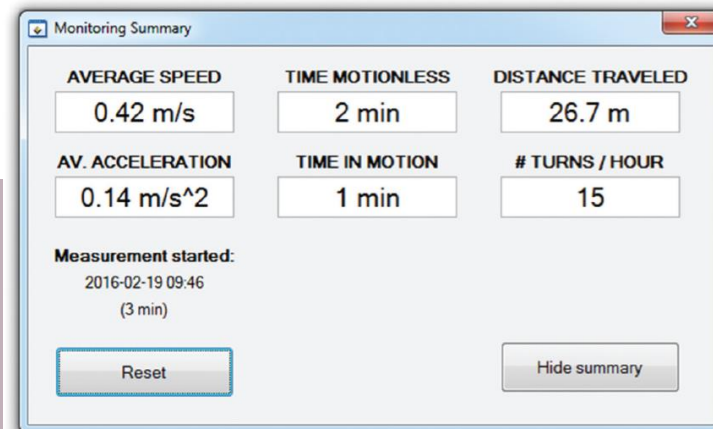 Monitoring Summary
AVERAGE SPEED TIME MOTIONLESS DISTANCE TRAVELED
0.42 m/s 2 min 26.7 m
AV. ACCELERATION TIME IN MOTION # TURNS / HOUR
0.14 m/s^2 1 min 15
Measurement started:
2016-02-19 09:46
(3 min)
Reset Hide summary